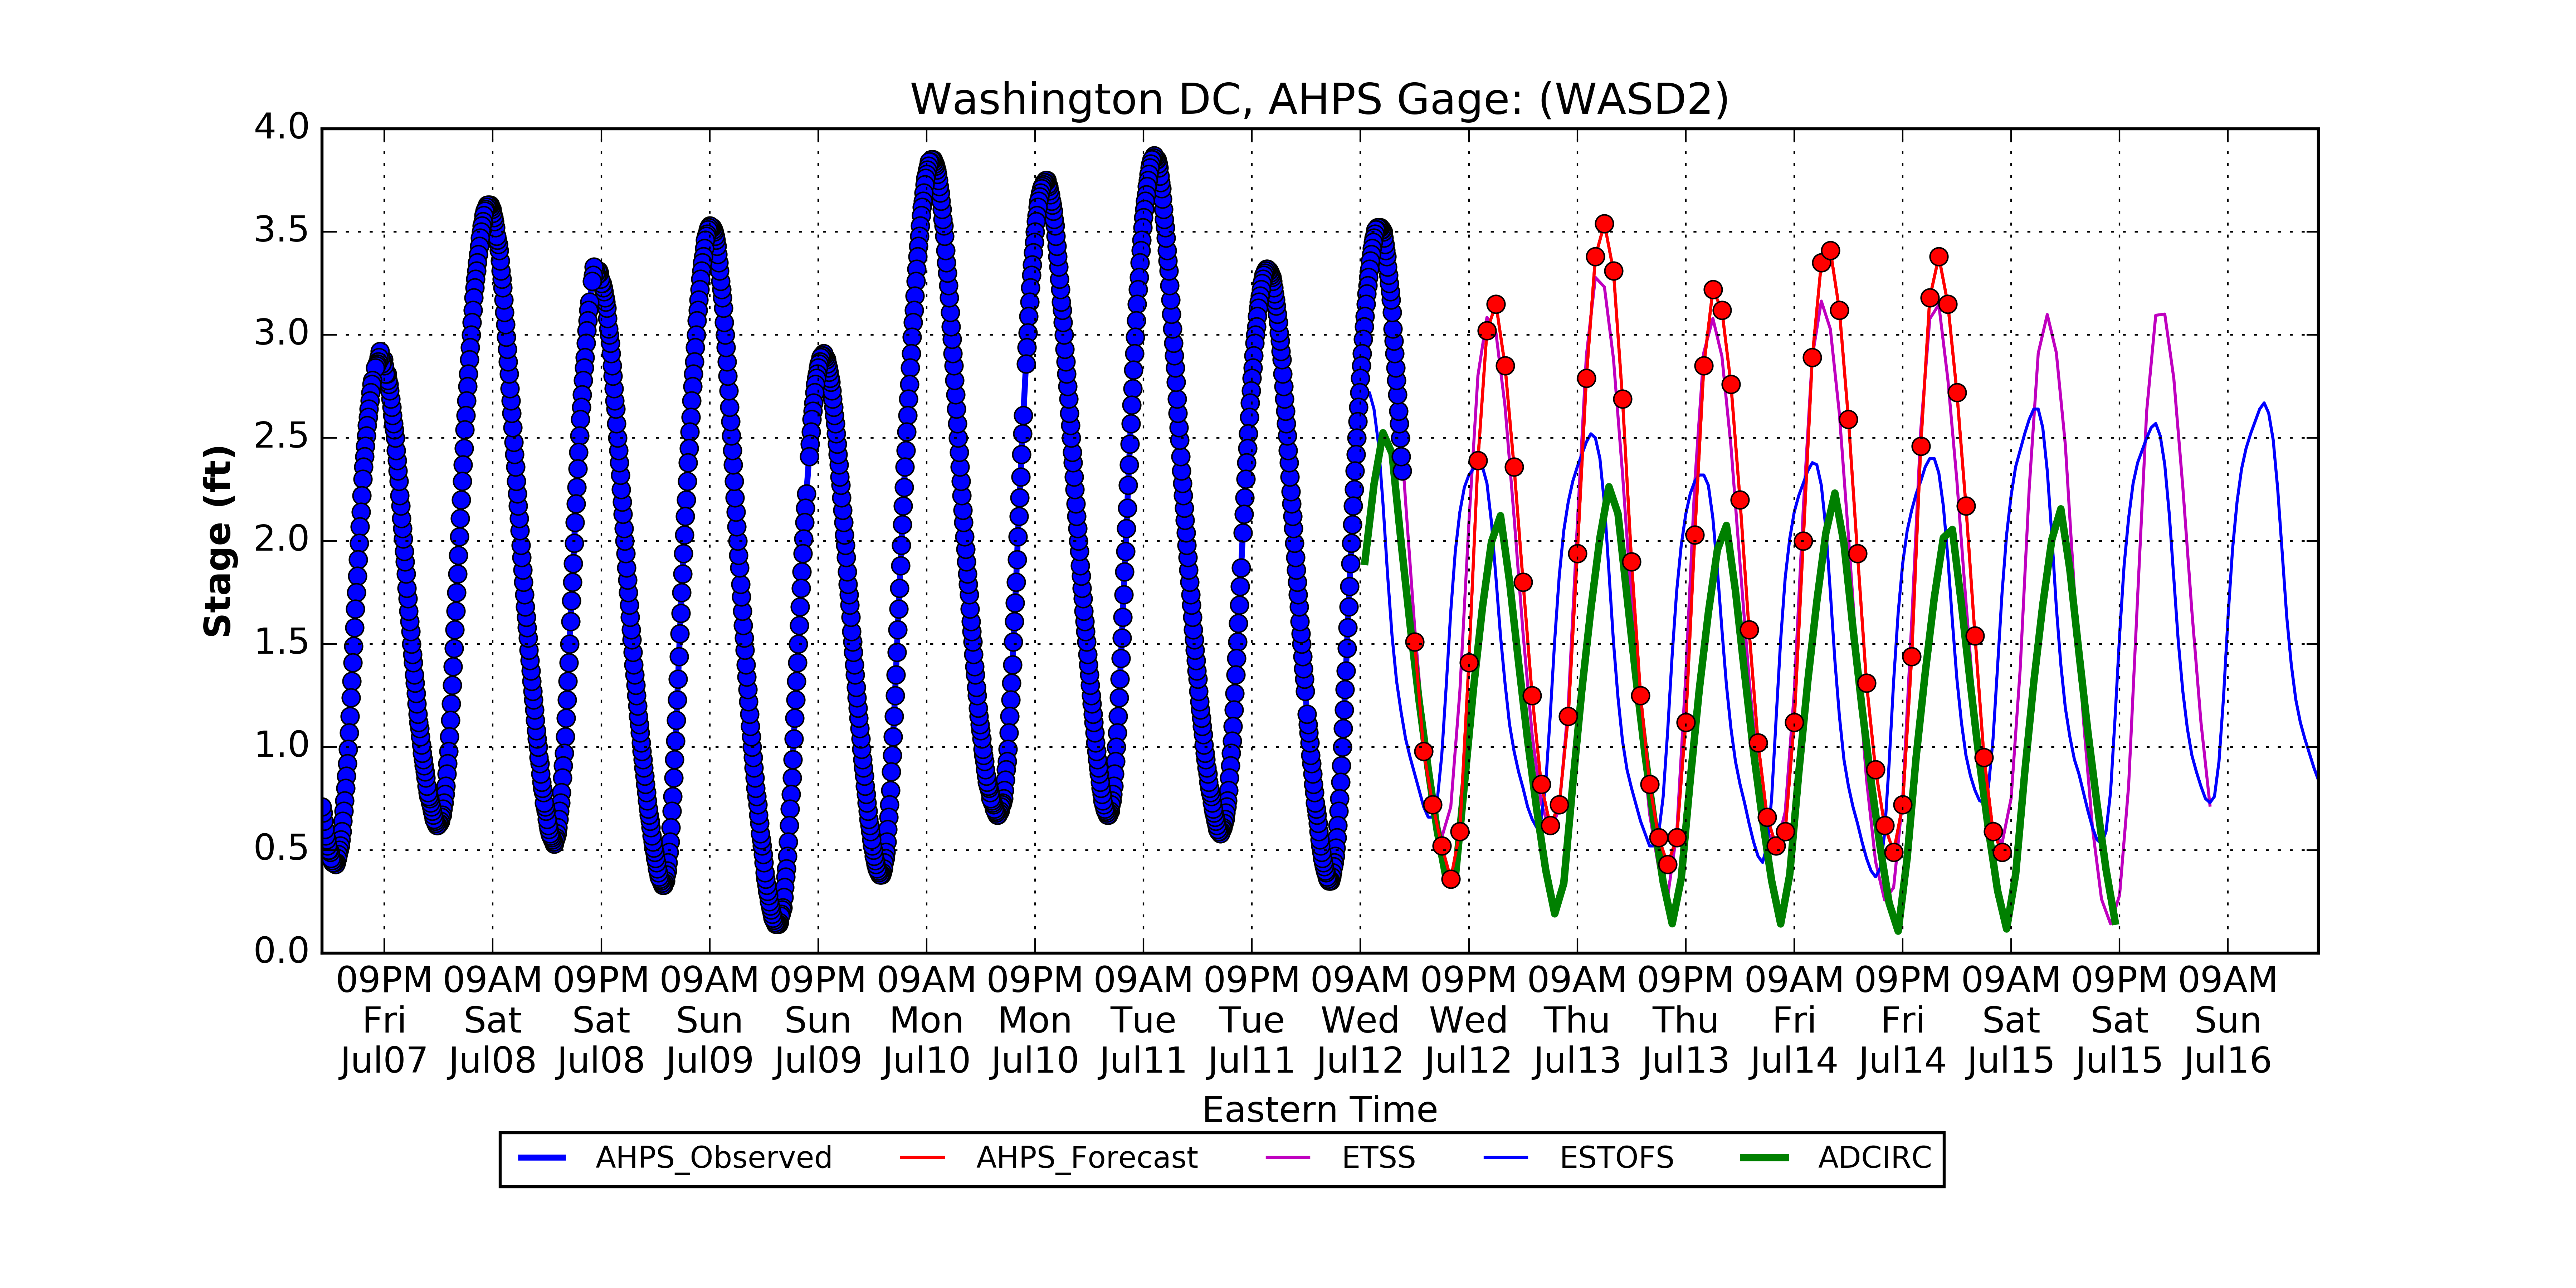 Washington DC, AHPS Gage: (WASD2)
4.0
3.5
3.0
2.5
2.0
1.5
1.0
0.5
0.0
Stage (ft)
09PM 09AM 09PM 09AM 09PM 09AM 09PM 09AM 09PM 09AM 09PM 09AM 09PM 09AM 09PM 09AM 09PM 09AM
Fri Sat Sat Sun Sun Mon Mon Tue Tue Wed Wed Thu Thu Fri Fri Sat Sat Sun
Jul07 Jul08 Jul08 Jul09 Jul09 Jul10 Jul10 Jul11 Jul11 Jul12 Jul12 Jul13 Jul13 Jul14 Jul14 Jul15 Jul15 Jul16
Eastern Time
AHPS_Observed AHPS_Forecast ETSS ESTOFS ADCIRC